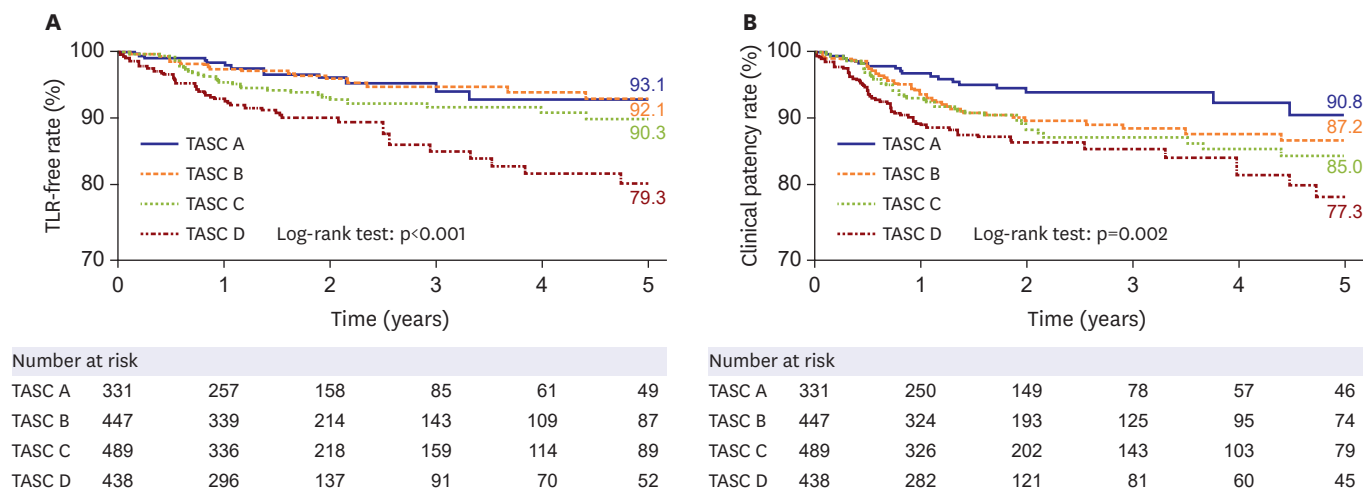 A
TLR-free rate (%)
100
90
80
70
93.1
92.1
90.3
79.3
TASC A
TASC B
TASC C
TASC D
Log-rank test: p<0.001
0 1 2 3 4 5
Time (years)
Number at risk
TASC A 331 257 158 85 61 49
TASC B 447 339 214 143 109 87
TASC C 489 336 218 159 114 89
TASC D 438 296 137 91 70 52
B
Clinical patency rate (%)
100
90
80
70
90.8
87.2
85.0
77.3
TASC A
TASC B
TASC C
TASC D
Log-rank test: p=0.002
0 1 2 3 4 5
Time (years)
Number at risk
TASC A 331 250 149 78 57 46
TASC B 447 324 193 125 95 74
TASC C 489 326 202 143 103 79
TASC D 438 282 121 81 60 45